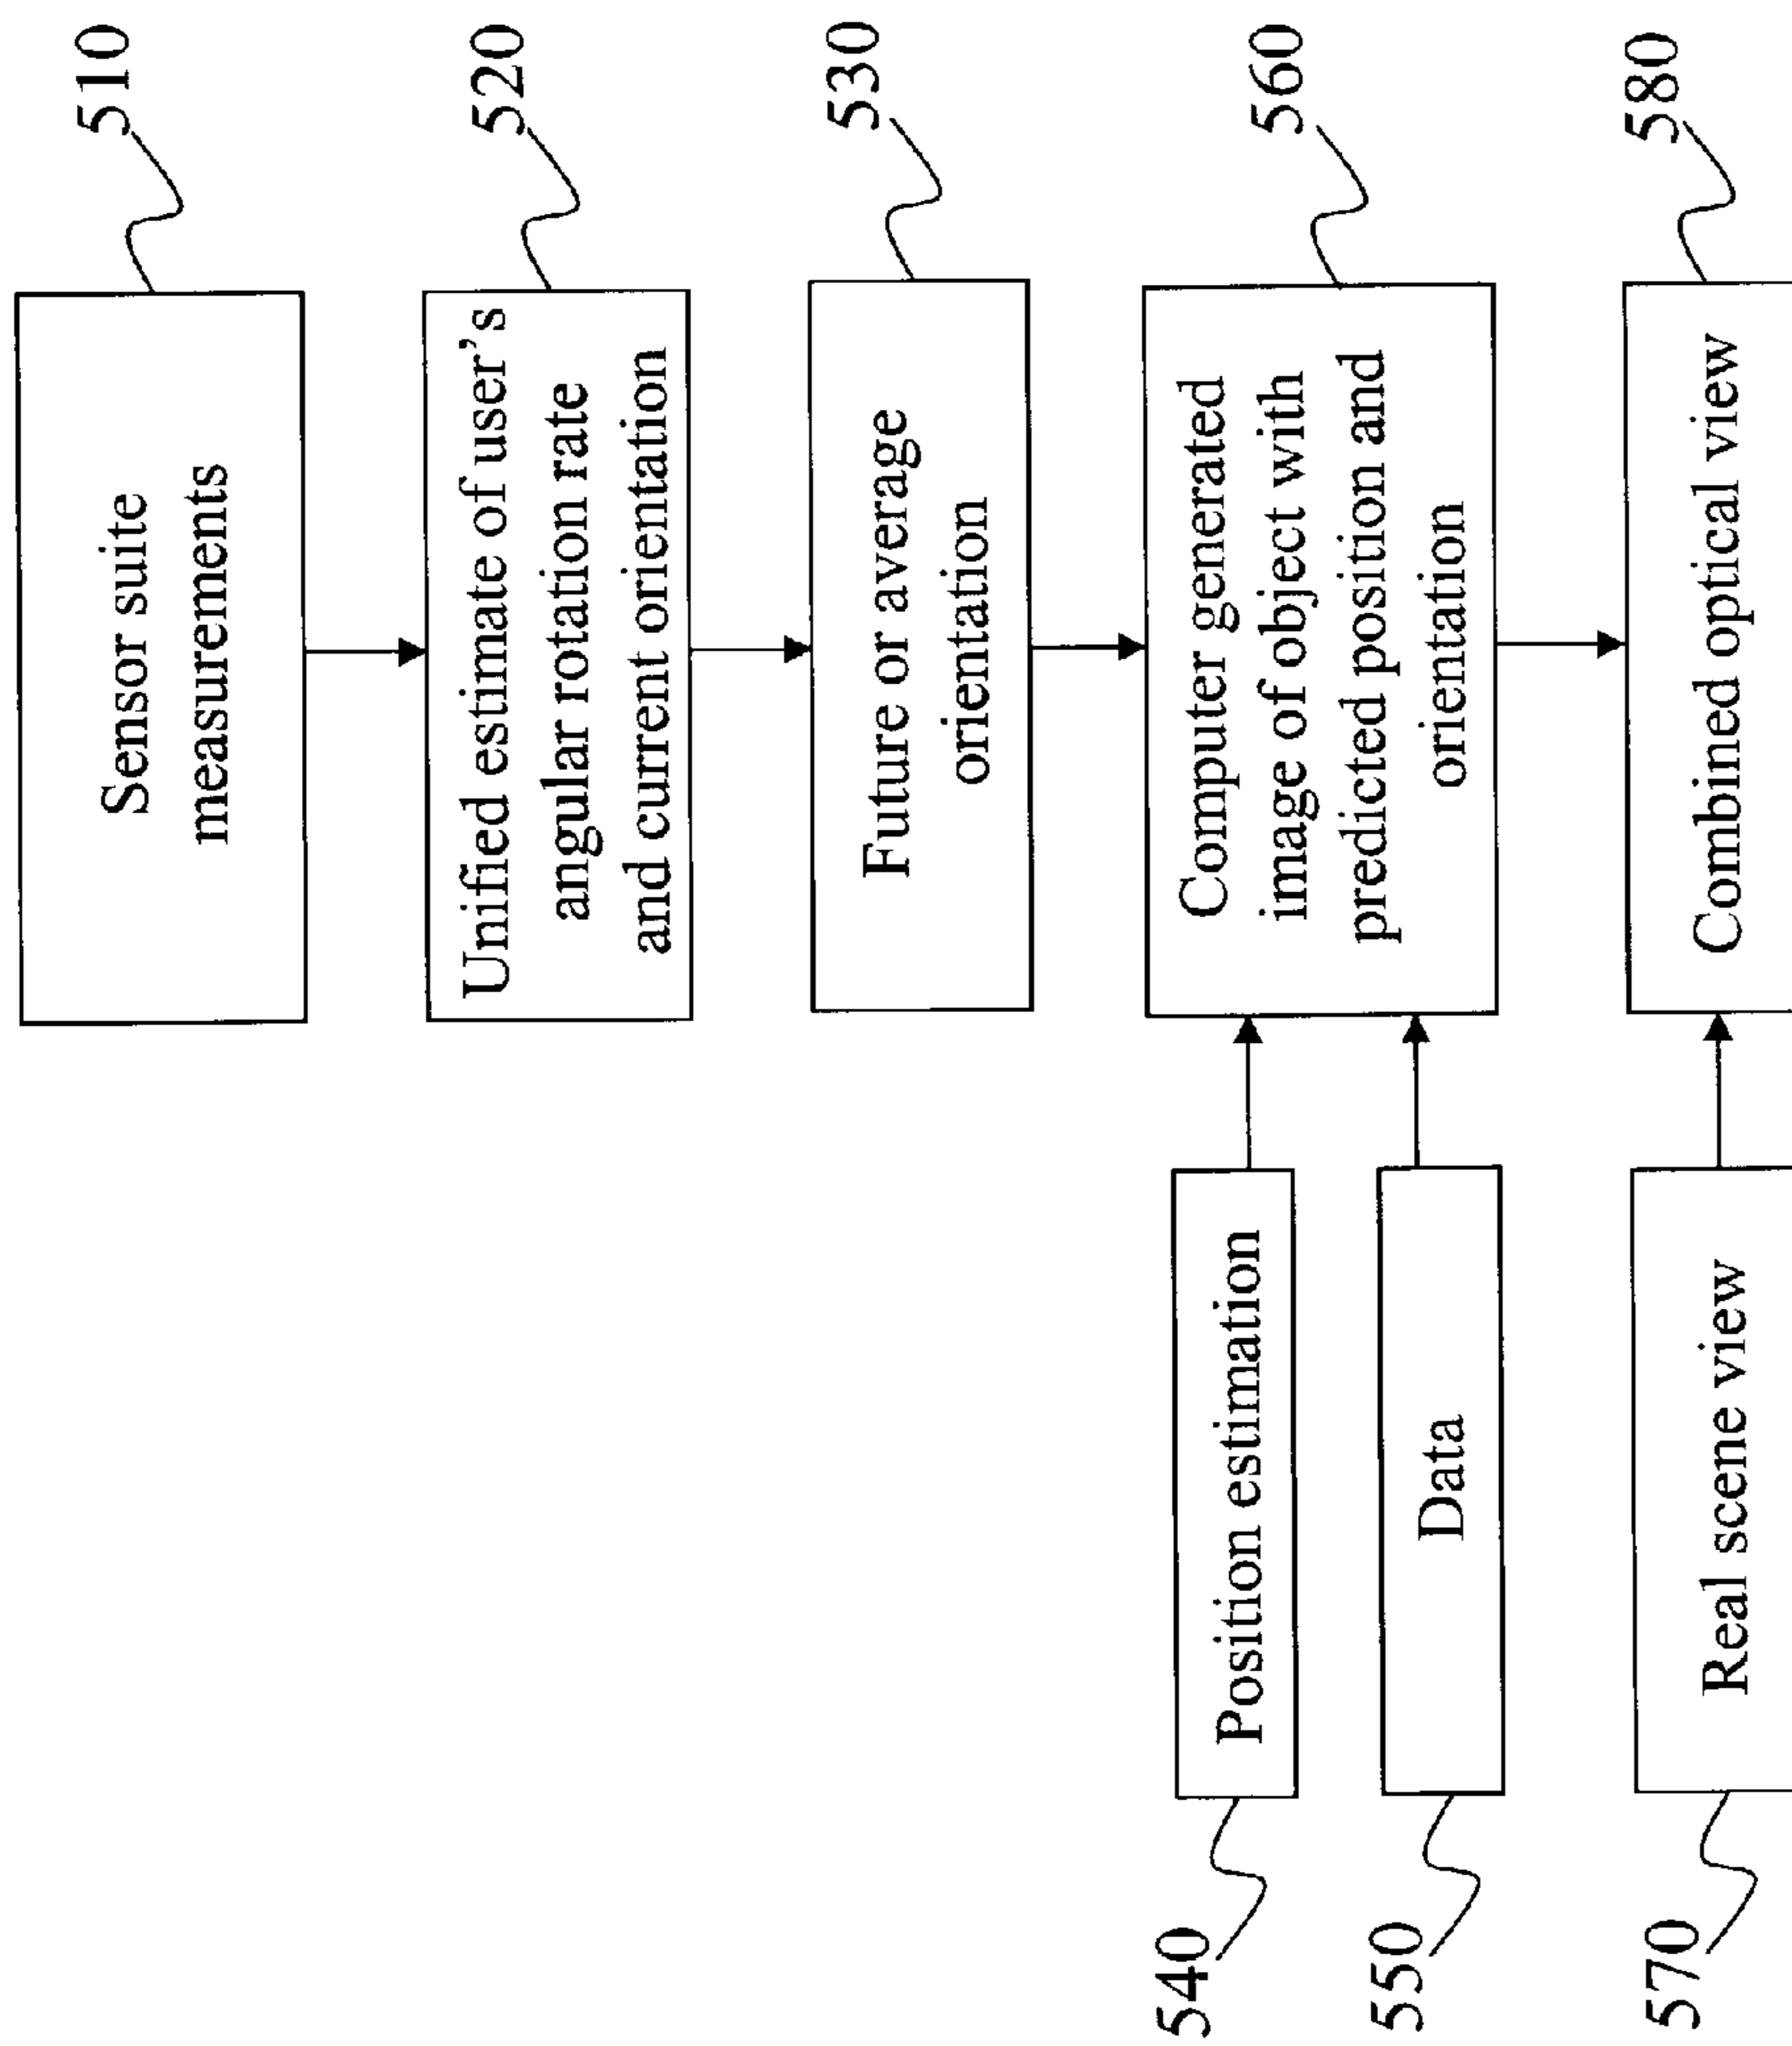 510
Sensor suite
measurements
520
Unified estimate of user's
angular rotation rate
and current orientation
530
Future or average
orientation
540
Position estimation
550
Data
560
Computer generated
image of object with
predicted position and
orientation
570
Real scene view
580
Combined optical view